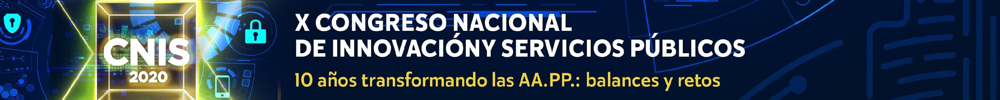 CNIS
2020
X CONGRESO NACIONAL
DE INNOVACIÓNY SERVICIOS PÚBLICOS
10 años transformando las AA.PP.: balances y retos